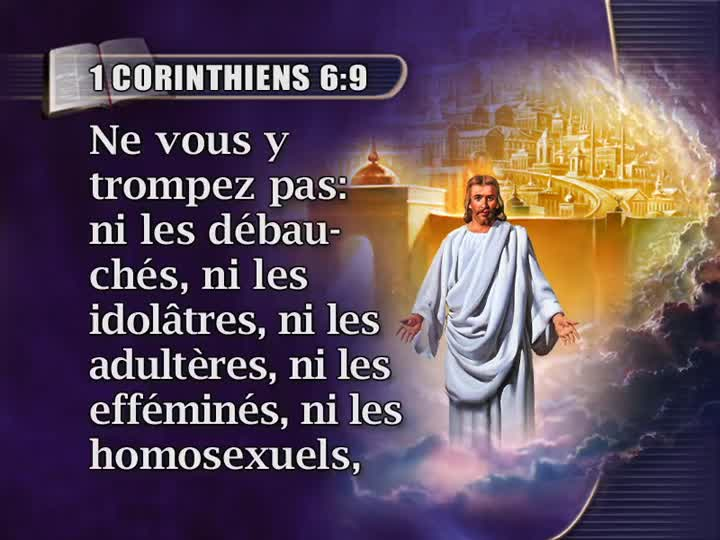 1 CORINTHIENS 6:9
Ne vous y
trompez pas:
ni les débau-
chés, ni les
idolâtres, ni les
adultères, ni les
efféminés, ni les
homosexuels,